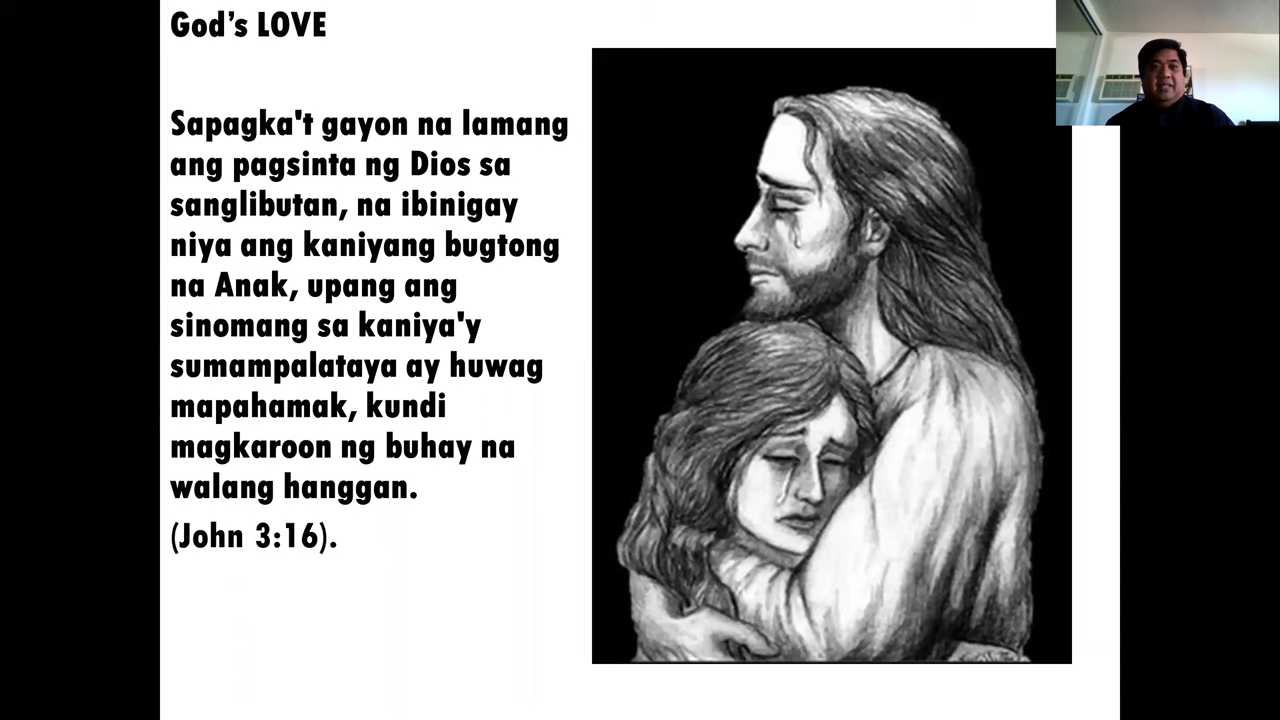 God’s LOVE
Sapagka't gayon na lamang
ang pagsinta ng Dios sa
sanglibutan, na ibinigay
niya ang kaniyang bugtong
na Anak, upang ang
sinomang sa kaniya'y
sumampalataya ay huwag
mapahamak, kundi
magkaroon ng buhay na
walang hanggan.
(John 3:16).